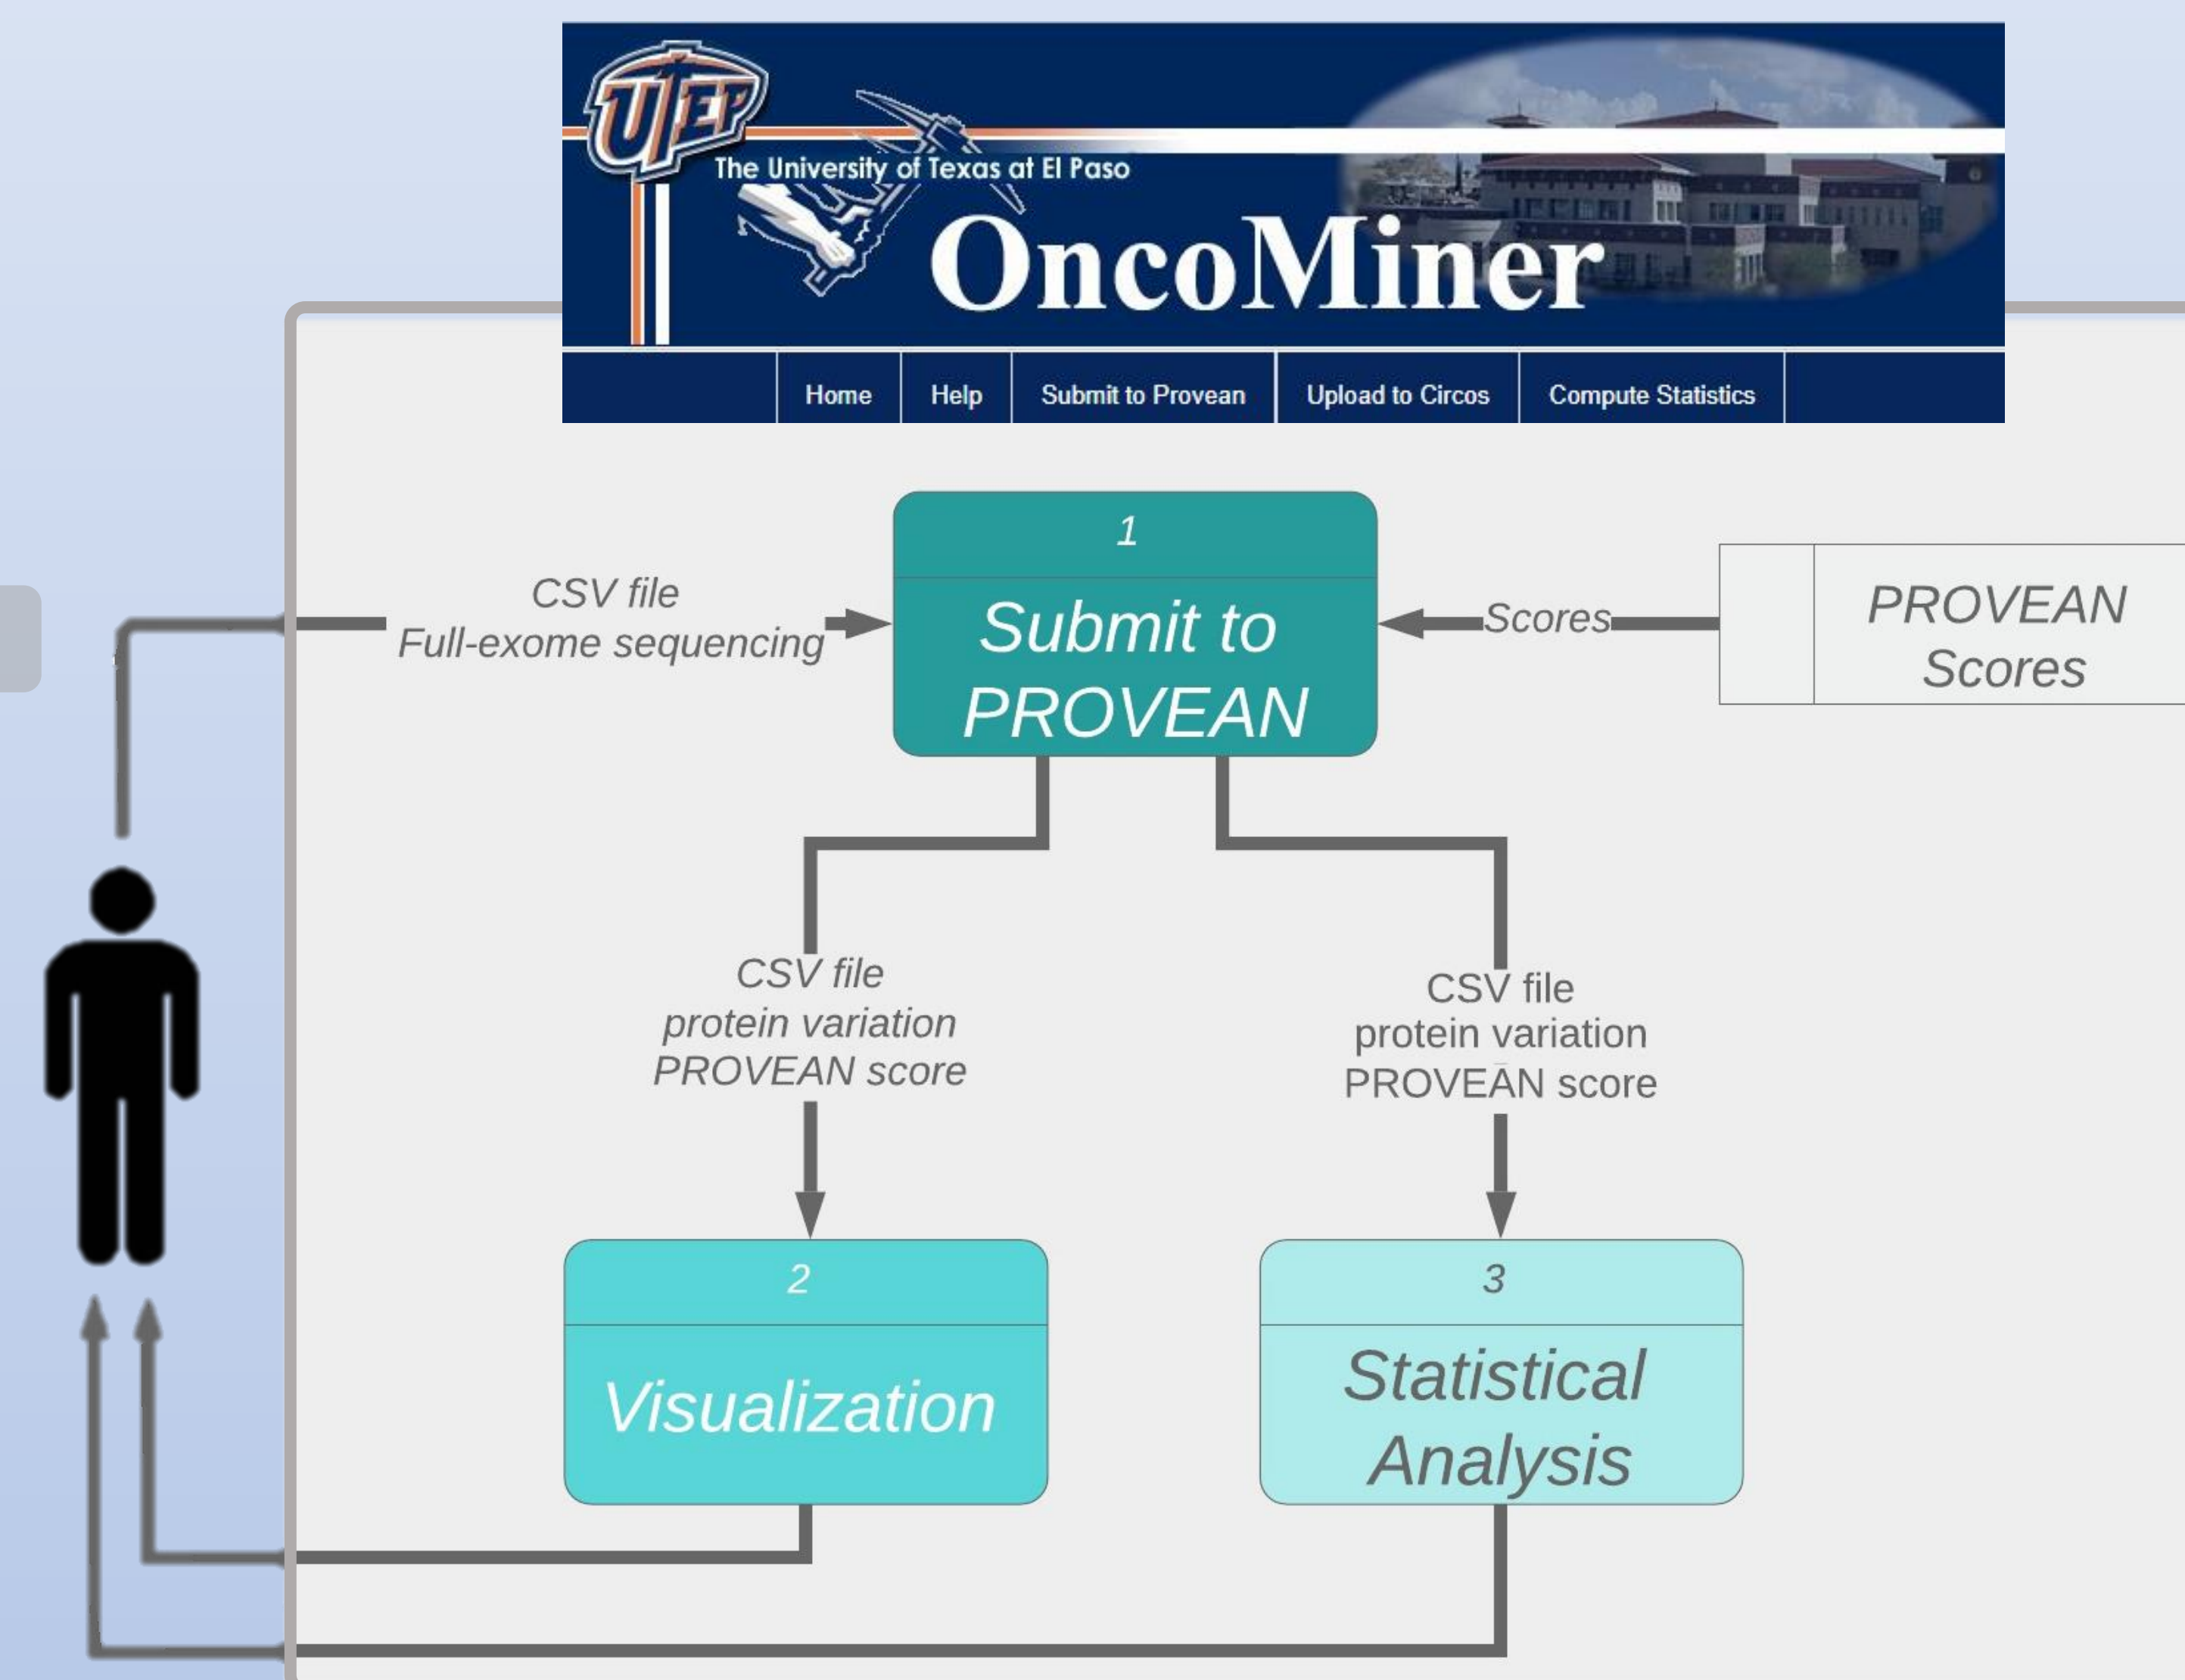 UTEP
The University of Texas at El Paso
OncoMiner
Home Help Submit to Provean Upload to Circos Compute Statistics
1
Submit to
PROVEAN
CSV file
Full-exome sequencing
Scores
PROVEAN
Scores
CSV file
protein variation
PROVEAN score
CSV file
protein variation
PROVEAN score
2
Visualization
3
Statistical
Analysis